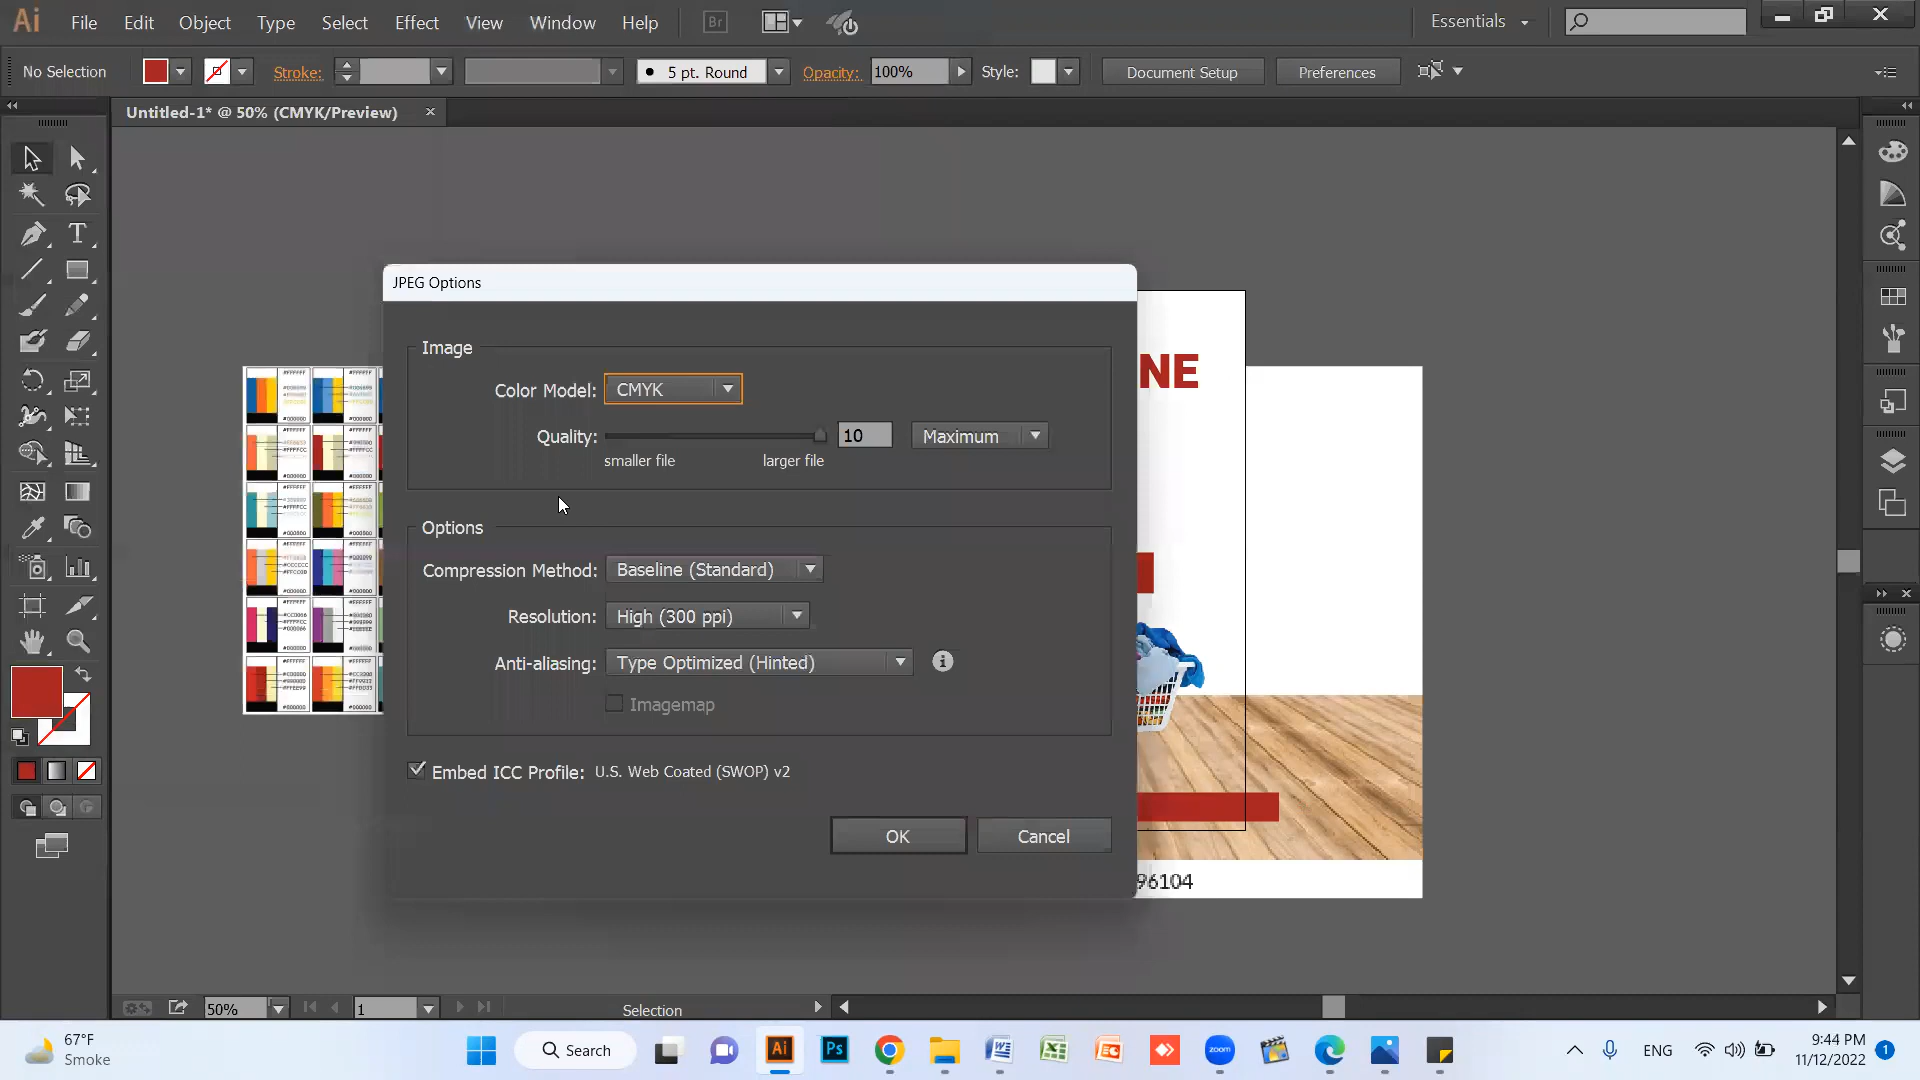 Ai File Edit Object Type Select Effect View Window Help Br Essentials
No Selection Stroke: 5 pt. Round Opacity: 100% Style: Document Setup Preferences
Untitled-1* @ 50% (CMYK/Preview)
JPEG Options
Image
Color Model: CMYK
Quality: 10 Maximum
smaller file larger file
Options
Compression Method: Baseline (Standard)
Resolution: High (300 ppi)
Anti-aliasing: Type Optimized (Hinted)
Imagemap
Embed ICC Profile: U.S. Web Coated (SWOP) v2
OK Cancel
NE
96104
50% 1 Selection
67°F
Smoke
Search
Ai Ps zoom
ENG
9:44 PM
11/12/2022 1